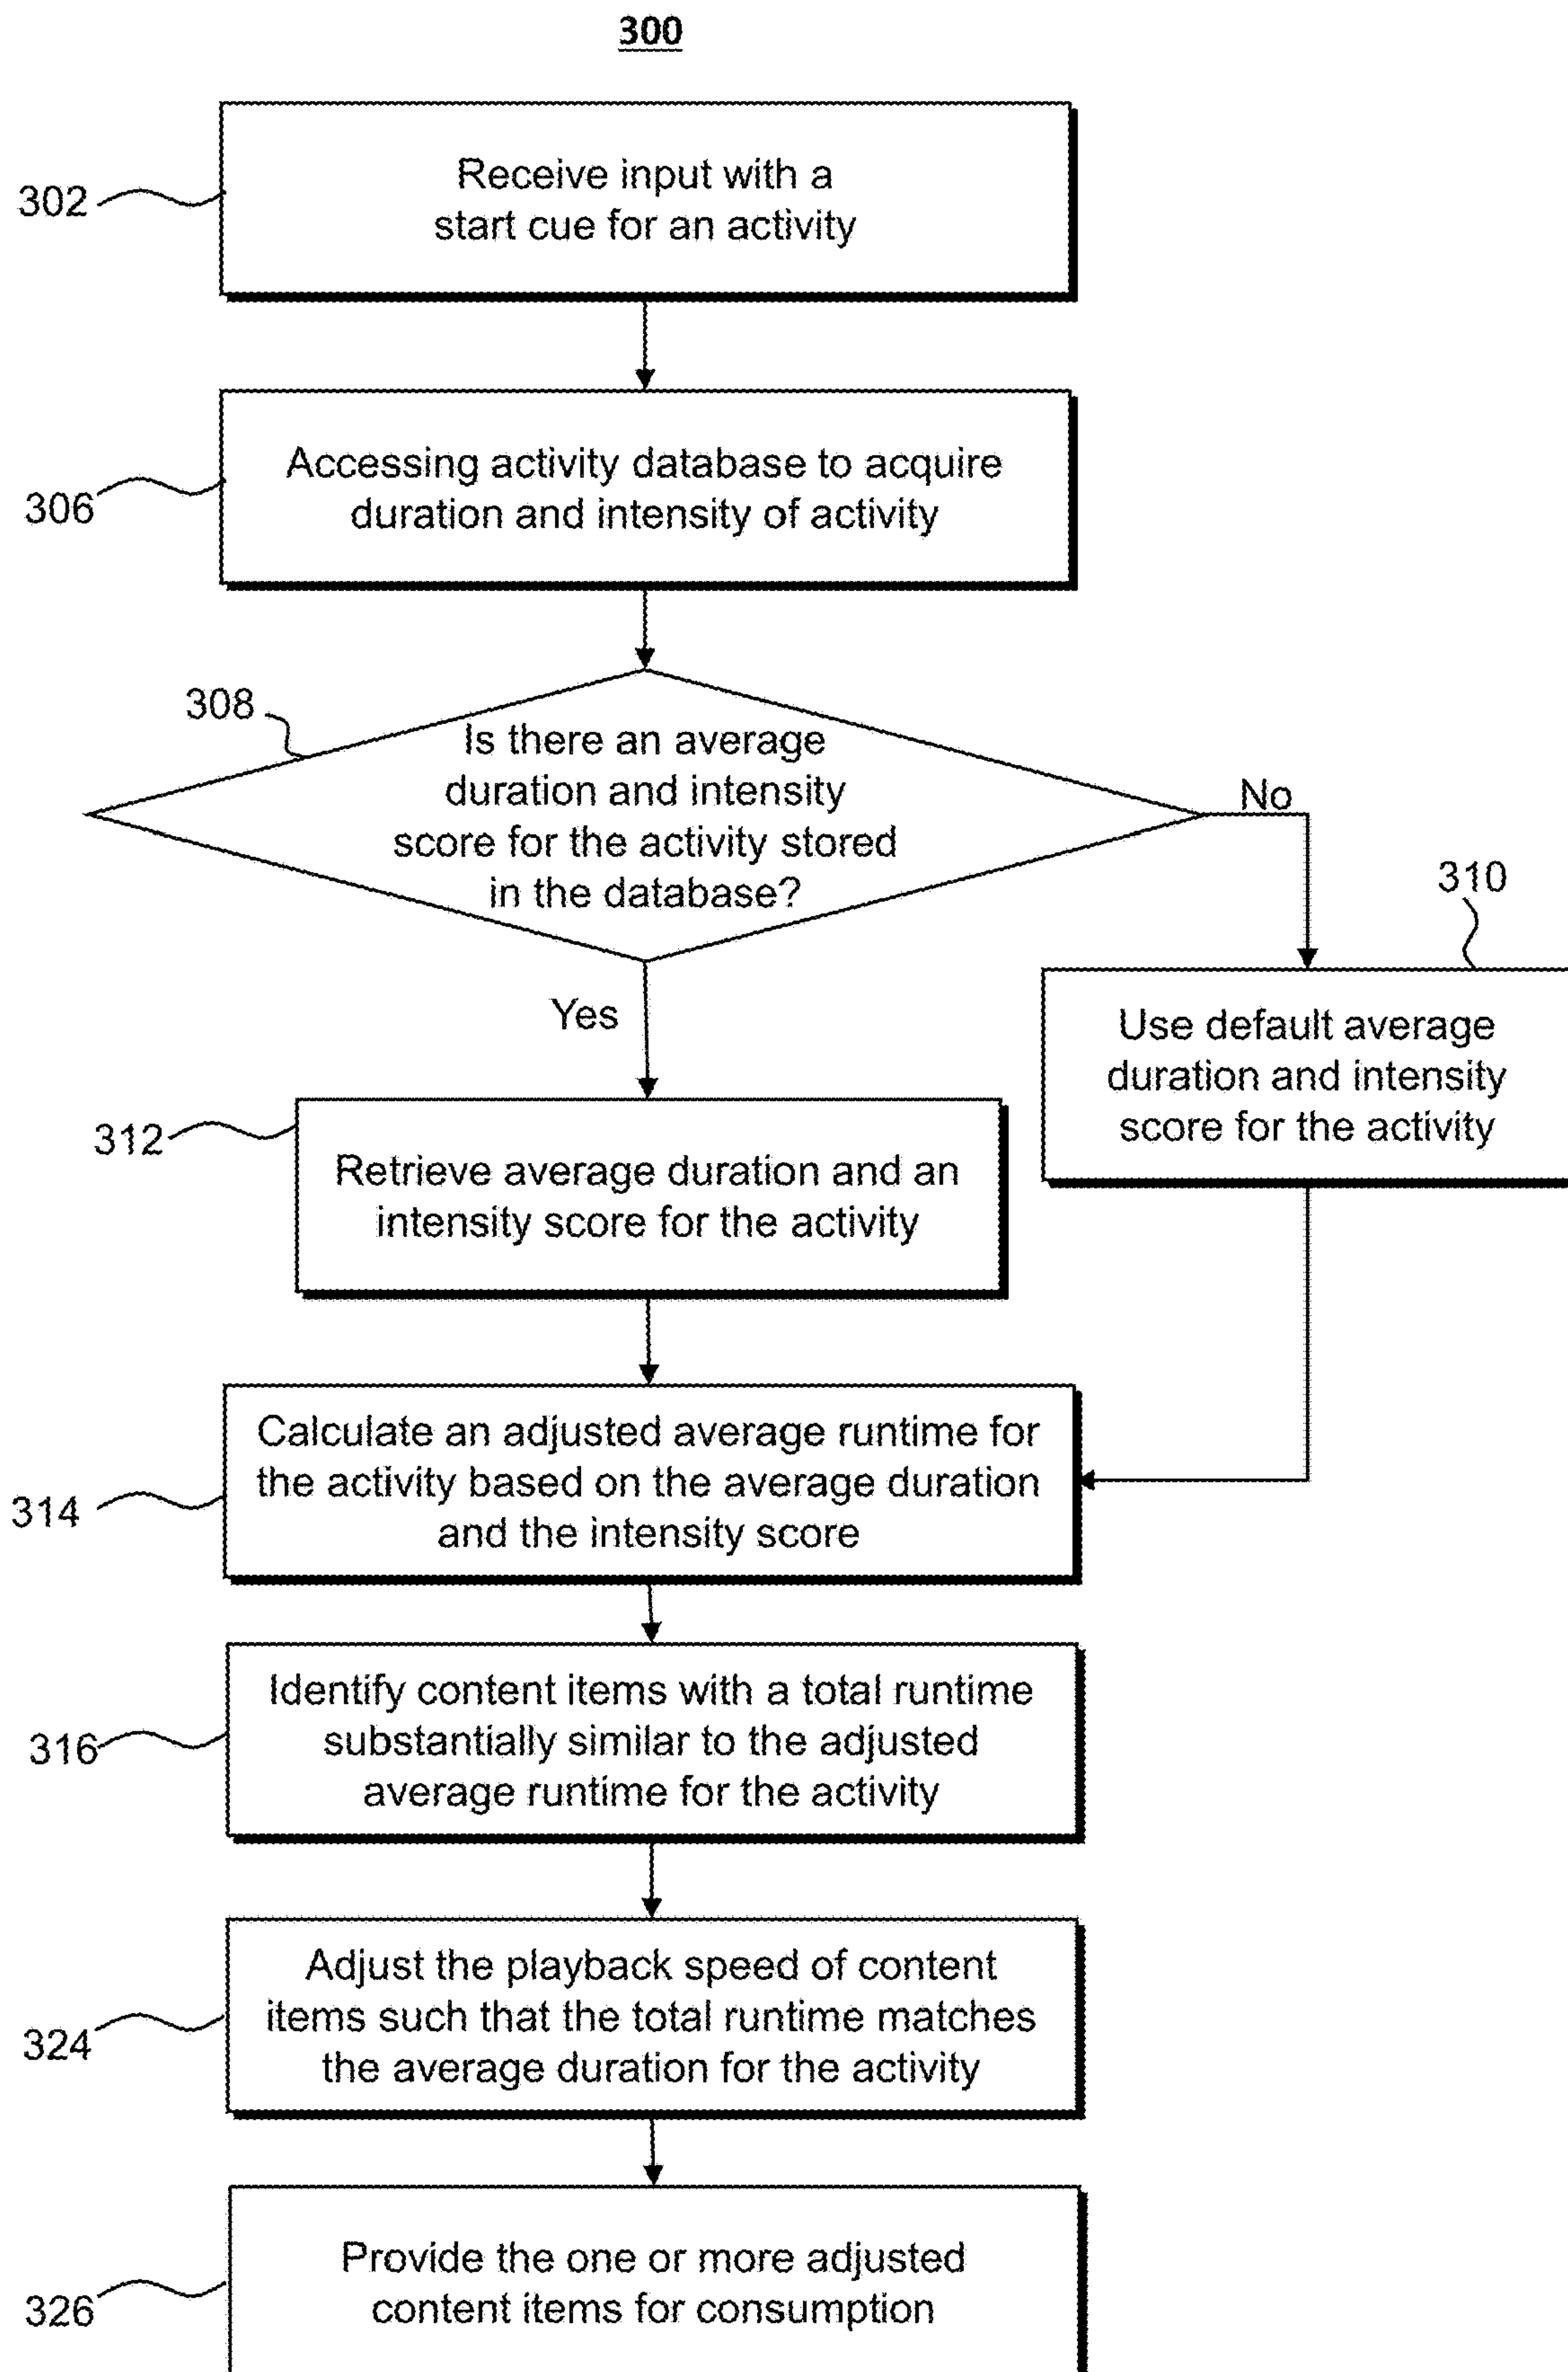 300
302
Receive input with a
start cue for an activity
306
Accessing activity database to acquire
duration and intensity of activity
308
Is there an average
duration and intensity
score for the activity stored
in the database?
No
Yes
310
Use default average
duration and intensity
score for the activity
312
Retrieve average duration and an
intensity score for the activity
314
Calculate an adjusted average runtime for
the activity based on the average duration
and the intensity score
316
Identify content items with a total runtime
substantially similar to the adjusted
average runtime for the activity
324
Adjust the playback speed of content
items such that the total runtime matches
the average duration for the activity
326
Provide the one or more adjusted
content items for consumption